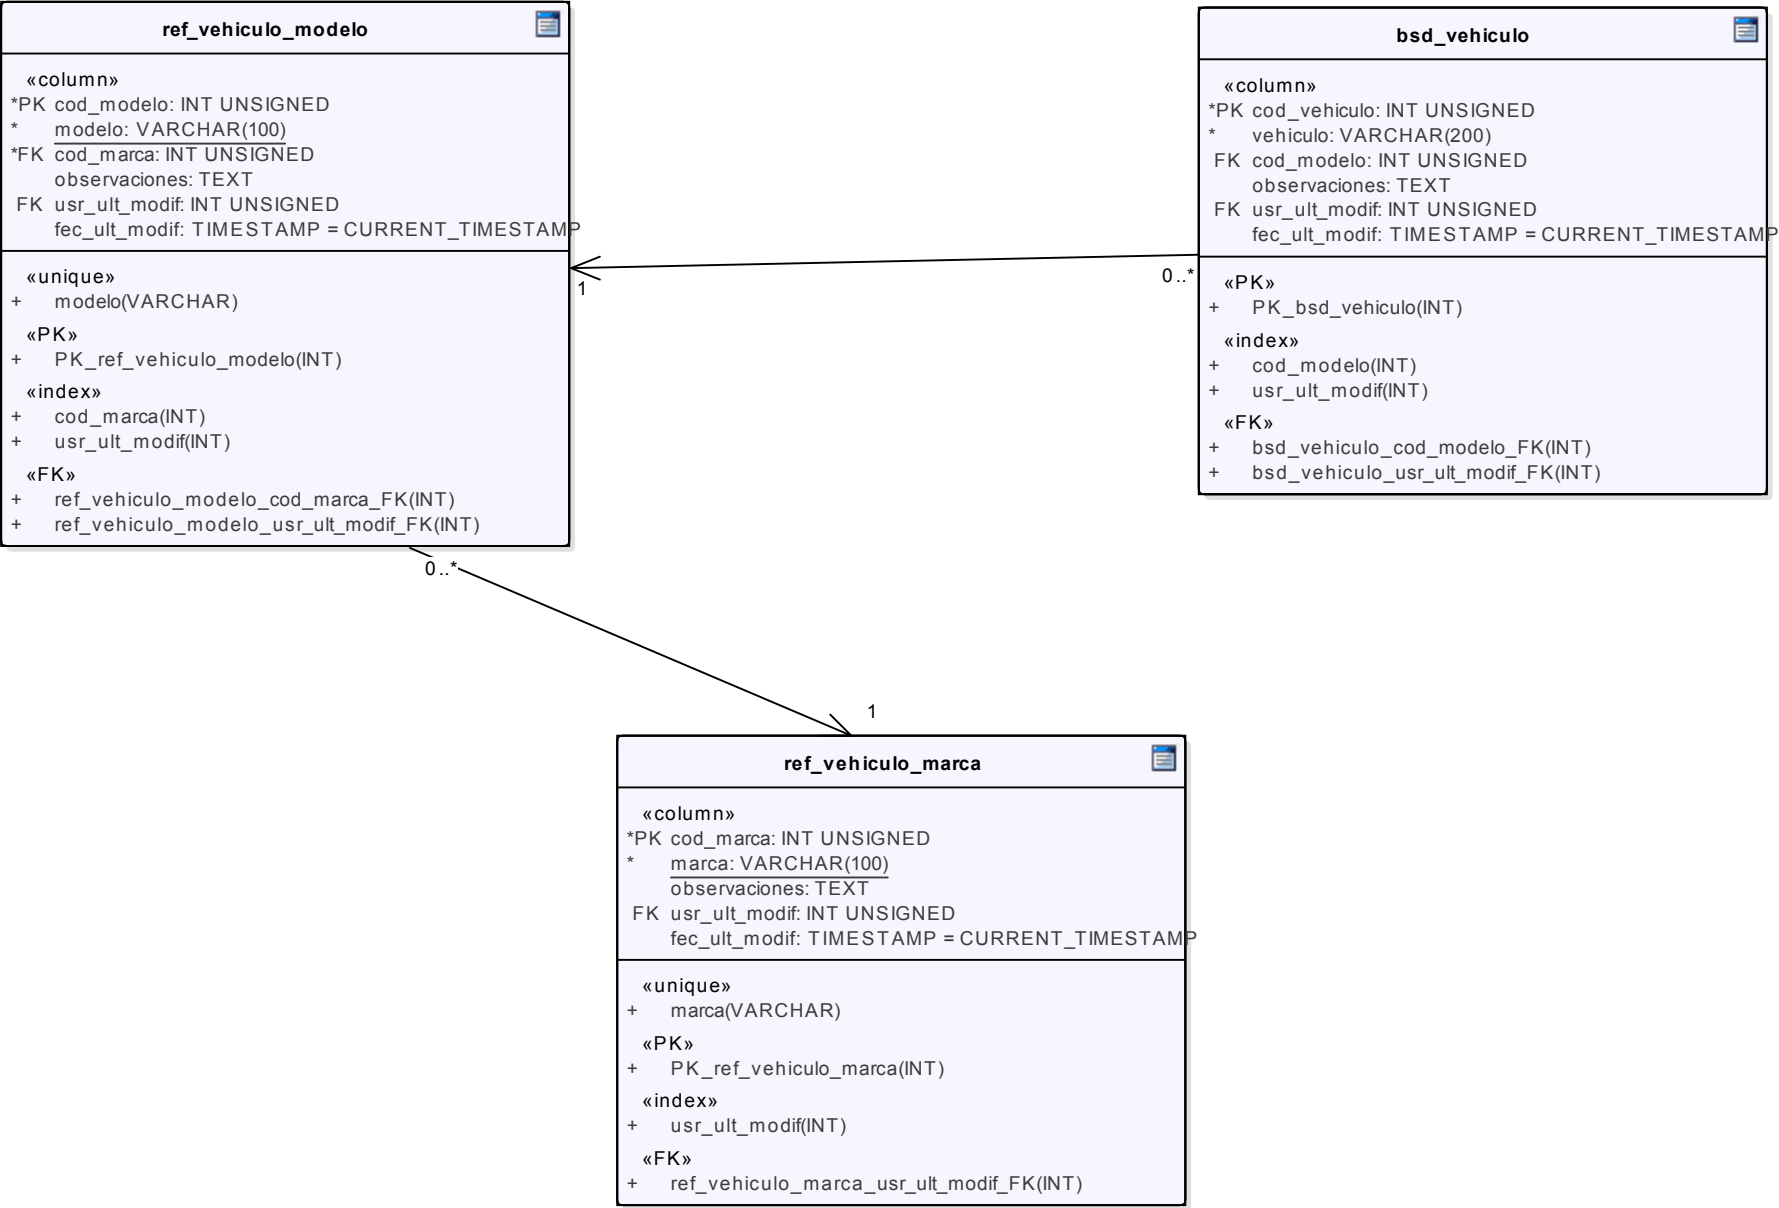 ref_vehiculo_modelo
«column»
*PK cod_modelo: INT UNSIGNED
* modelo: VARCHAR(100)
*FK cod_marca: INT UNSIGNED
observaciones: TEXT
FK usr_ult_modif: INT UNSIGNED
fec_ult_modif: TIMESTAMP = CURRENT_TIMESTAMP
«unique»
+ modelo(VARCHAR)
«PK»
+ PK_ref_vehiculo_modelo(INT)
«index»
+ cod_marca(INT)
+ usr_ult_modif(INT)
«FK»
+ ref_vehiculo_modelo_cod_marca_FK(INT)
+ ref_vehiculo_modelo_usr_ult_modif_FK(INT)
1
0..*
bsd_vehiculo
«column»
*PK cod_vehiculo: INT UNSIGNED
* vehiculo: VARCHAR(200)
FK cod_modelo: INT UNSIGNED
observaciones: TEXT
FK usr_ult_modif: INT UNSIGNED
fec_ult_modif: TIMESTAMP = CURRENT_TIMESTAMP
«PK»
+ PK_bsd_vehiculo(INT)
«index»
+ cod_modelo(INT)
+ usr_ult_modif(INT)
«FK»
+ bsd_vehiculo_cod_modelo_FK(INT)
+ bsd_vehiculo_usr_ult_modif_FK(INT)
0..*
1
ref_vehiculo_marca
«column»
*PK cod_marca: INT UNSIGNED
* marca: VARCHAR(100)
observaciones: TEXT
FK usr_ult_modif: INT UNSIGNED
fec_ult_modif: TIMESTAMP = CURRENT_TIMESTAMP
«unique»
+ marca(VARCHAR)
«PK»
+ PK_ref_vehiculo_marca(INT)
«index»
+ usr_ult_modif(INT)
«FK»
+ ref_vehiculo_marca_usr_ult_modif_FK(INT)